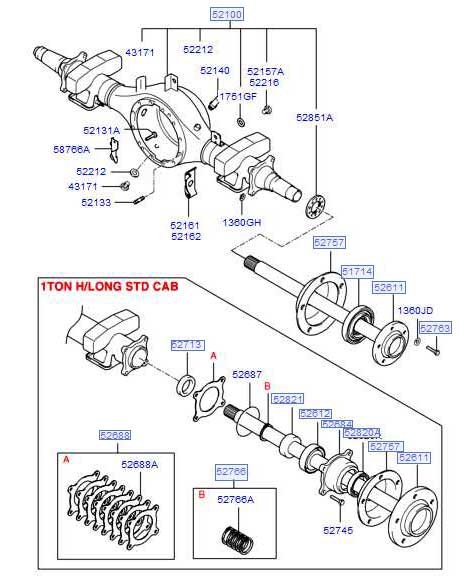 52100
43171
52212
52140
52157A
52216
1751GF
52851A
52131A
58766A
52212
43171
52133
52161
52162
1360GH
52757
51714
52611
1360JD
52763
1TON H/LONG STD CAB
52713
A
52687
B
52821
52612
52684
52820A
52757
52611
52688
A
52688A
52766
B
52766A
52745